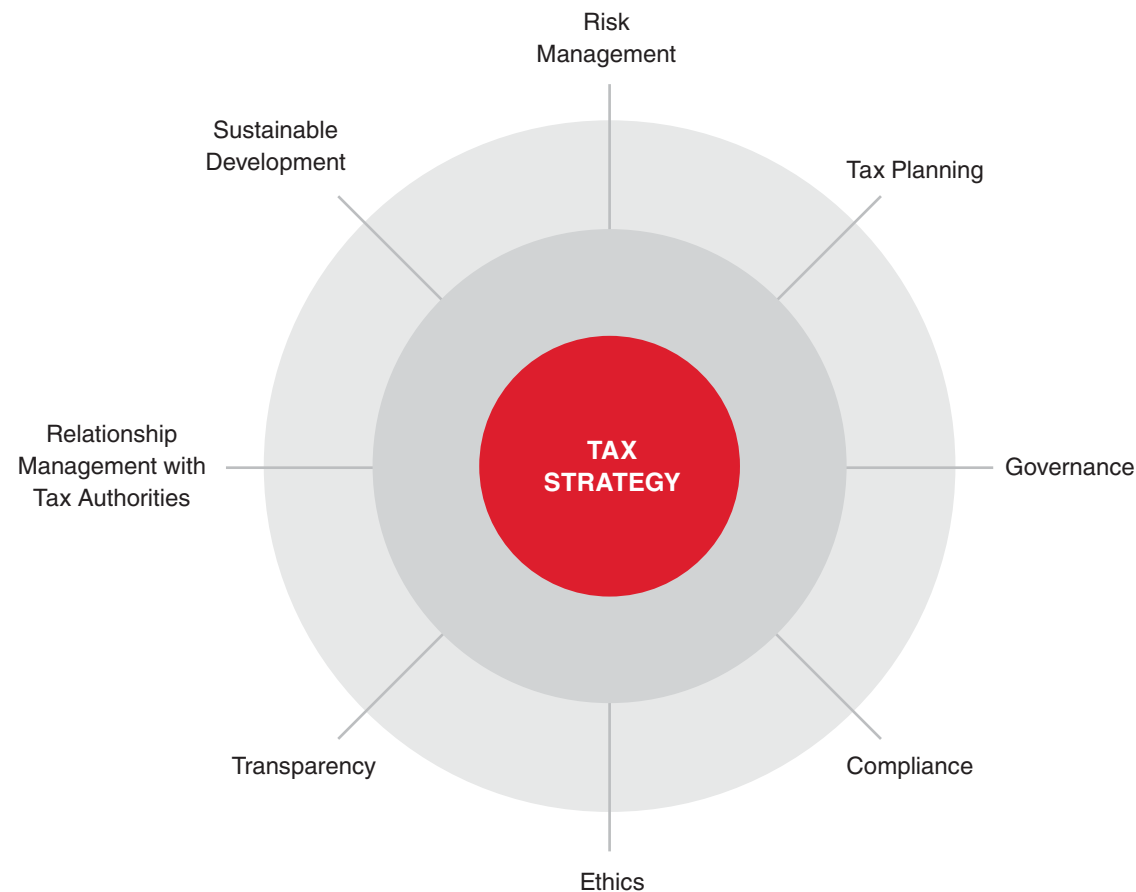 Risk
Management
Sustainable
Development
Tax Planning
Relationship
Management with
Tax Authorities
TAX
STRATEGY
Governance
Transparency
Compliance
Ethics